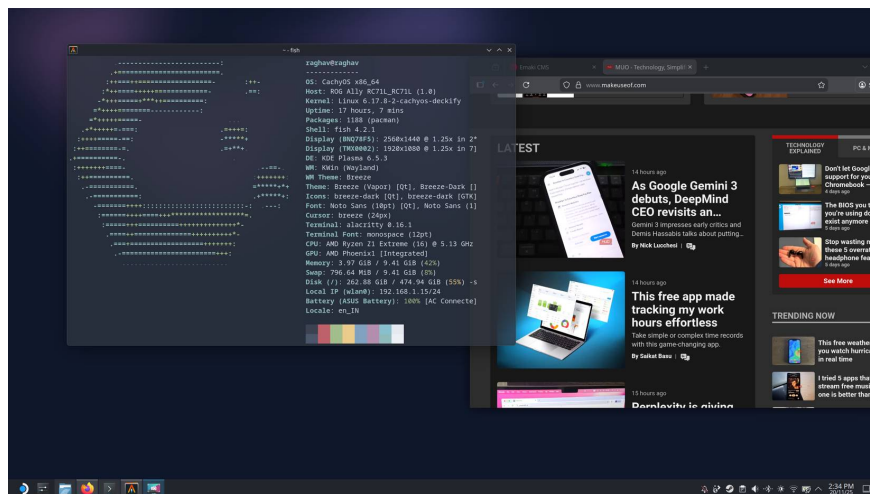 ~-fish
raghav@raghav
-------------
OS: CachyOS x86_64
Host: ROG Ally RC71L_RC71L (1.0)
Kernel: Linux 6.17.8-2-cachyos-deckify
Uptime: 17 hours, 7 mins
Packages: 1188 (pacman)
Shell: fish 4.2.1
Display (BNQ78F5): 2560x1440 @ 1.25x in 2"
Display (TMX0002): 1920x1080 @ 1.25x in 7]
DE: KDE Plasma 6.5.3
WM: KWin (Wayland)
WM Theme: Breeze
Theme: Breeze (Vapor) [Qt], Breeze-Dark []
Icons: breeze-dark [Qt], breeze-dark [GTK]
Font: Noto Sans (10pt) [Qt], Noto Sans (1]
Cursor: breeze (24px)
Terminal: alacritty 0.16.1
Terminal Font: monospace (12pt)
CPU: AMD Ryzen Z1 Extreme (16) @ 5.13 GHz
GPU: AMD Phoenix1 [Integrated]
Memory: 3.97 GiB / 9.41 GiB (42%)
Swap: 796.64 MiB / 9.41 GiB (8%)
Disk (/): 262.88 GiB / 474.94 GiB (55%) -s
Local IP (wlan0): 192.168.1.15/24
Battery (ASUS Battery): 100% [AC Connecte]
Locale: en_IN
Emaki CMS
MUO - Technology, Simplifi
www.makeuseof.com
LATEST
14 hours ago
As Google Gemini 3
debuts, DeepMind
CEO revisits an...
Gemini 3 impresses early critics and
Demis Hassabis talks about putting...
By Nick Lucchesi
14 hours ago
This free app made
tracking my work
hours effortless
Take simple or complex time records
with this game-changing app.
By Saikat Basu
15 hours ago
Perplexity is giving
TECHNOLOGY
EXPLAINED
PC &
Don't let Googl
support for you
Chromebook —
4 days ago
The BIOS you t
you're using do
exist anymore
5 days ago
Stop wasting n
these 5 overrat
headphone fea
5 days ago
See More
TRENDING NOW
This free weathe
you watch hurric
in real time
I tried 5 apps tha
stream free musi
one is better than
2:34 PM
20/11/25